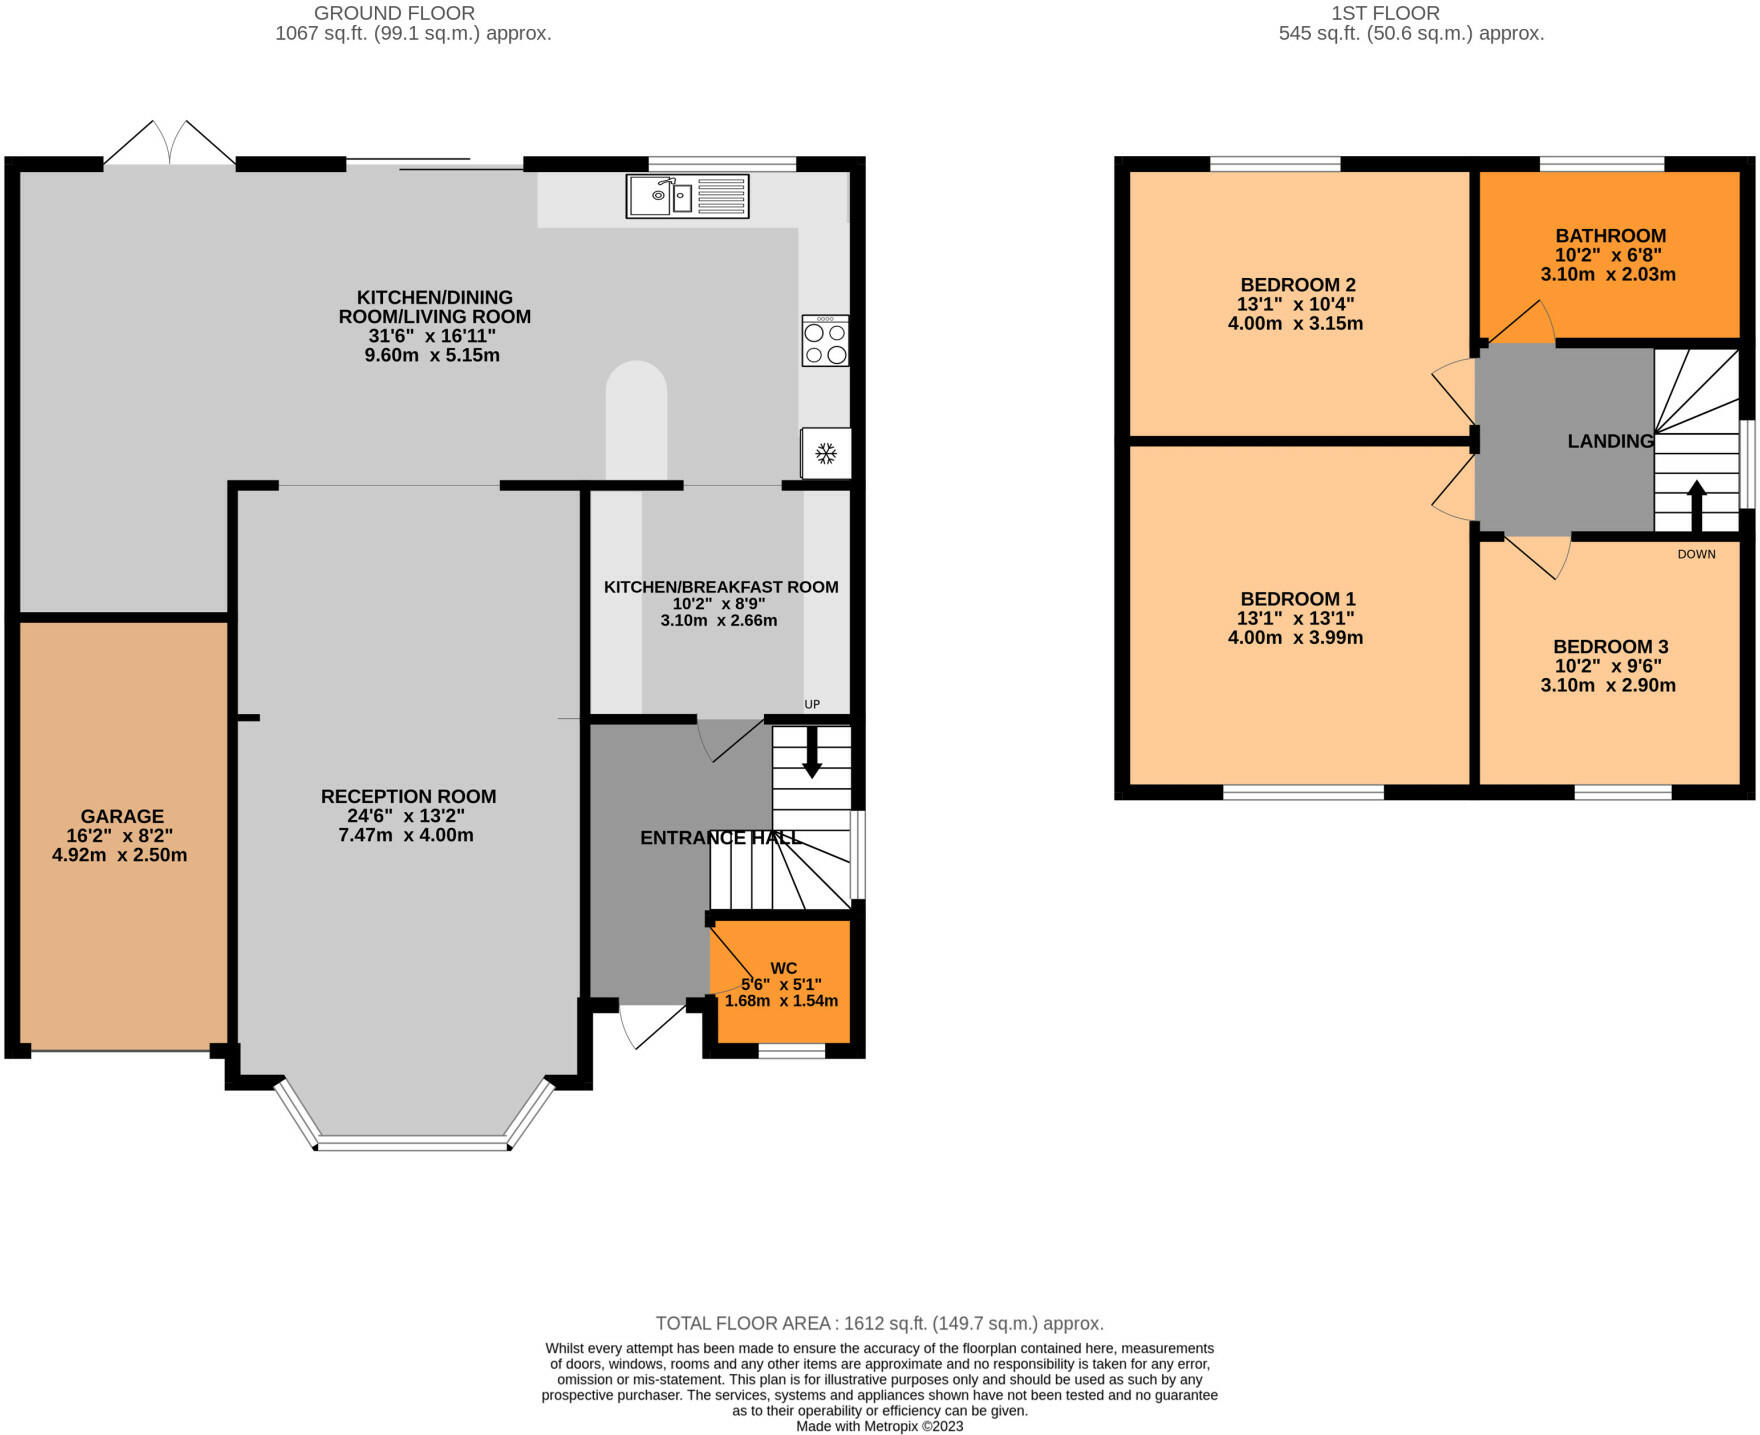 GROUND FLOOR
1067 sq.ft. (99.1 sq.m.) approx.
1ST FLOOR
545 sq.ft. (50.6 sq.m.) approx.
KITCHEN/DINING
ROOM/LIVING ROOM
31'6" x 16'11"
9.60m x 5.15m
KITCHEN/BREAKFAST ROOM
10'2" x 8'9"
3.10m x 2.66m
UP
RECEPTION ROOM
24'6" x 13'2"
7.47m x 4.00m
GARAGE
16'2" x 8'2"
4.92m x 2.50m
ENTRANCE HALL
WC
5'6" x 5'1"
1.68m x 1.54m
BEDROOM 2
13'1" x 10'4"
4.00m x 3.15m
BATHROOM
10'2" x 6'8"
3.10m x 2.03m
LANDING
DOWN
BEDROOM 1
13'1" x 13'1"
4.00m x 3.99m
BEDROOM 3
10'2" x 9'6"
3.10m x 2.90m
TOTAL FLOOR AREA : 1612 sq.ft. (149.7 sq.m.) approx.
Whilst every attempt has been made to ensure the accuracy of the floorplan contained here, measurements
of doors, windows, rooms and any other items are approximate and no responsibility is taken for any error,
omission or mis-statement. This plan is for illustrative purposes only and should be used as such by any
prospective purchaser. The services, systems and appliances shown have not been tested and no guarantee
as to their operability or efficiency can be given.
Made with Metropix ©2023